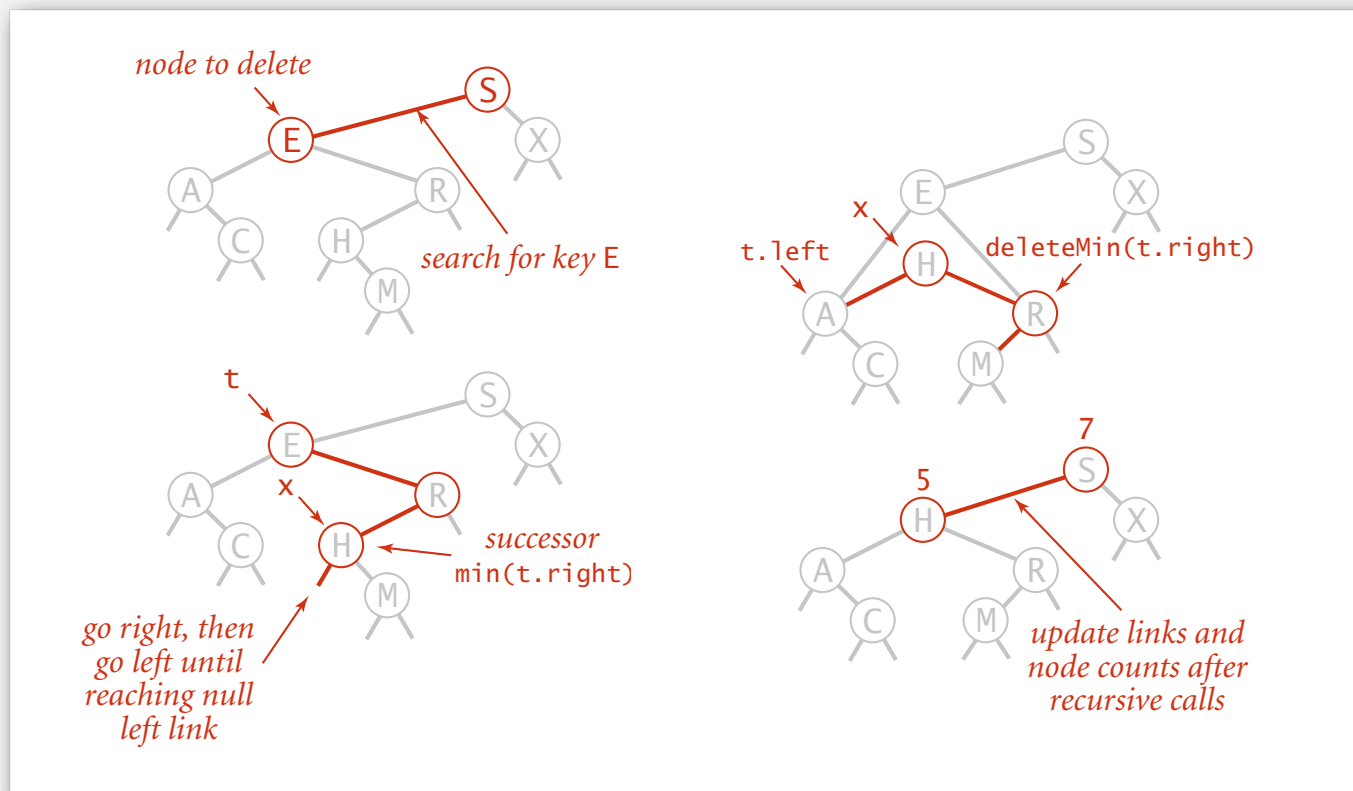 node to delete
S
E
X
A
R
C
H
search for key E
M
t
S
E
X
x
A
R
C
H
successor
min(t.right)
M
go right, then
go left until
reaching null
left link
S
E
X
x
t.left
H
deleteMin(t.right)
A
R
C
M
7
S
5
H
X
A
R
C
M
update links and
node counts after
recursive calls